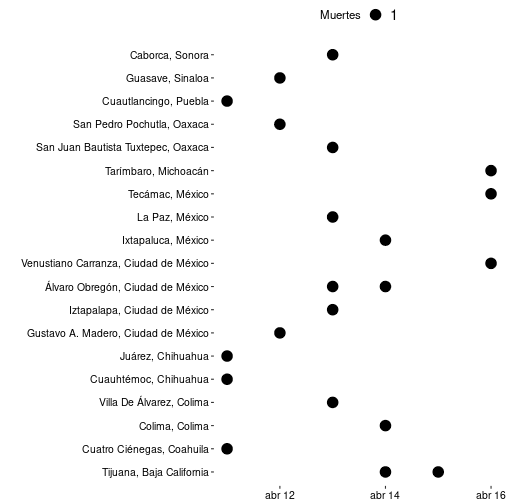 Muertes 1
Caborca, Sonora
Guasave, Sinaloa
Cuautlancingo, Puebla
San Pedro Pochutla, Oaxaca
San Juan Bautista Tuxtepec, Oaxaca
Tarímbaro, Michoacán
Tecámac, México
La Paz, México
Ixtapaluca, México
Venustiano Carranza, Ciudad de México
Álvaro Obregón, Ciudad de México
Iztapalapa, Ciudad de México
Gustavo A. Madero, Ciudad de México
Juárez, Chihuahua
Cuauhtémoc, Chihuahua
Villa De Álvarez, Colima
Colima, Colima
Cuatro Ciénegas, Coahuila
Tijuana, Baja California
abr 12 abr 14 abr 16